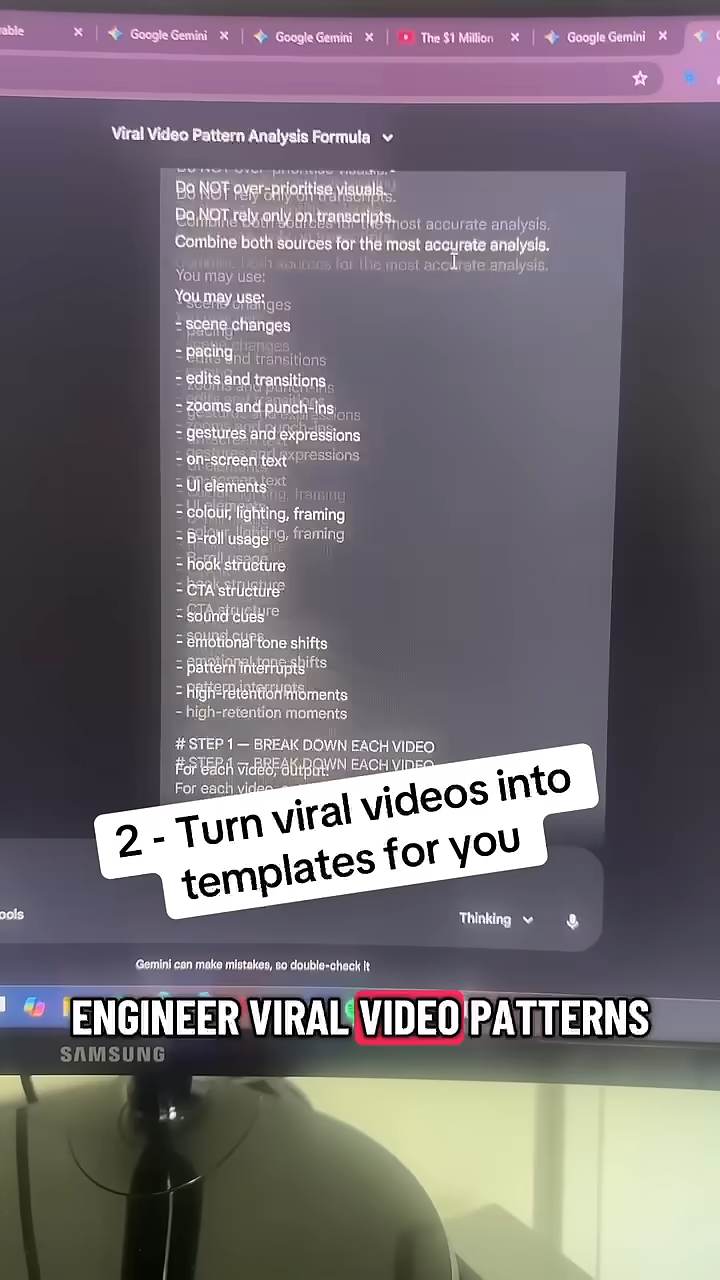 able
Google Gemini
Google Gemini
The $1 Million
Google Gemini
Viral Video Pattern Analysis Formula
Do NOT over-prioritise visuals.
Do NOT rely only on transcripts.
Combine both sources for the most accurate analysis.
You may use:
- scene changes
- pacing
- edits and transitions
- zooms and punch-ins
- gestures and expressions
- on-screen text
- UI elements
- colour, lighting, framing
- B-roll usage
- hook structure
- CTA structure
- sound cues
- emotional tone shifts
- pattern interrupts
- high-retention moments
# STEP 1 — BREAK DOWN EACH VIDEO
For each video, output:
2 - Turn viral videos into
templates for you
ools
Thinking
Gemini can make mistakes, so double-check it
ENGINEER VIRAL VIDEO PATTERNS
SAMSUNG